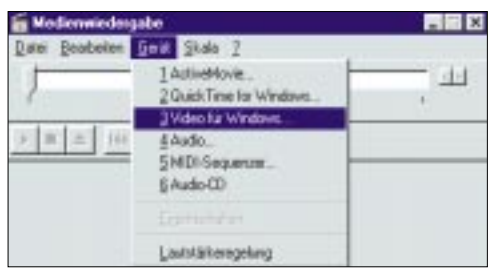 Medienwiedergabe
Datei Bearbeiten Gerät Skala ?
1 ActiveMovie...
2 QuickTime for Windows...
3 Video für Windows...
4 Audio...
5 MIDI-Sequenzer...
6 Audio-CD
Eigenschaften
Lautstärkeregelung